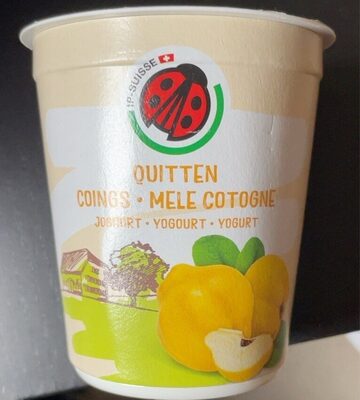 IP-SUISSE
QUITTEN
COINGS • MELE COTOGNE
JOGHURT • YOGOURT • YOGURT